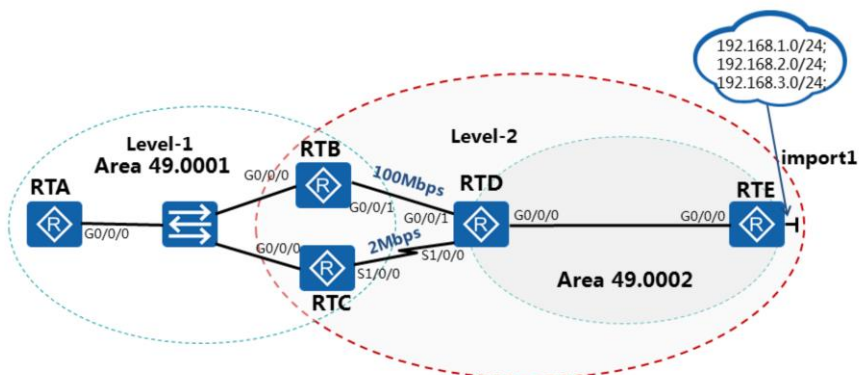 192.168.1.0/24;
192.168.2.0/24;
192.168.3.0/24;
import1
Level-1
Area 49.0001
Level-2
RTA
G0/0/0
RTB
G0/0/0
G0/0/1
100Mbps
RTC
G0/0/0
S1/0/0
2Mbps
RTD
G0/0/1
S1/0/0
G0/0/0
Area 49.0002
RTE
G0/0/0
R
R
R
R
R